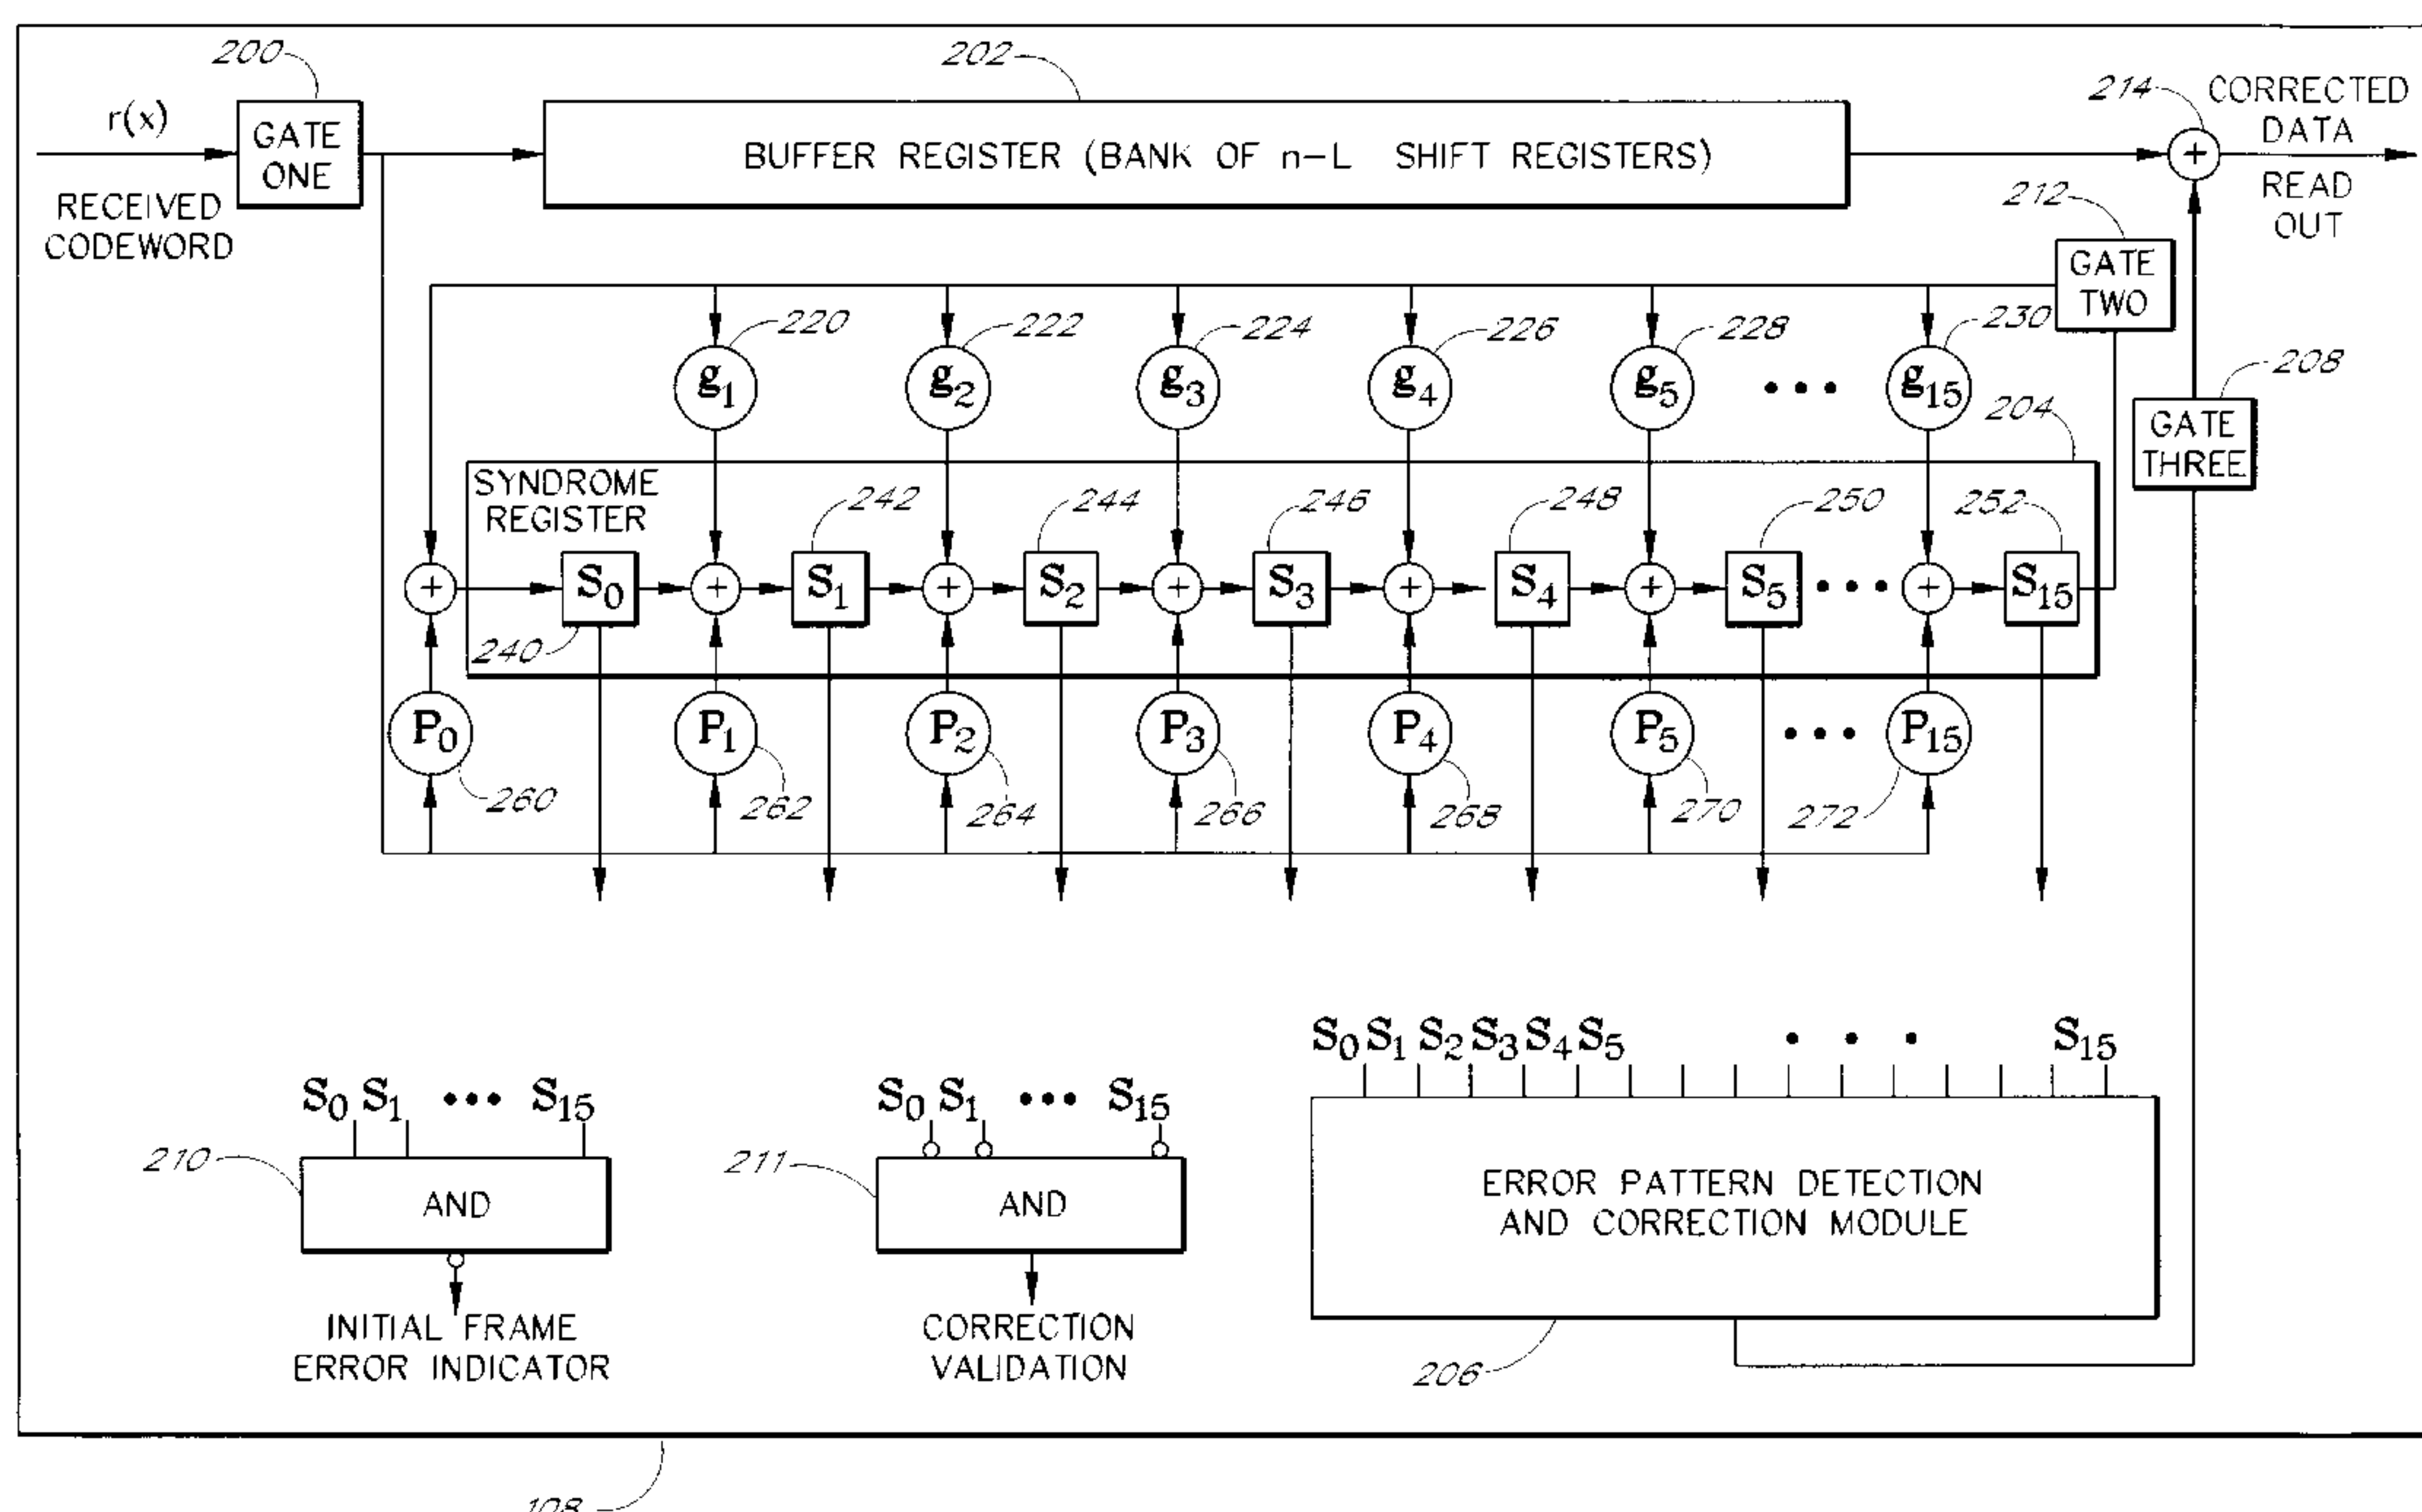 200
202
214
CORRECTED
DATA
READ
OUT
r(x)
GATE
ONE
BUFFER REGISTER (BANK OF n-L SHIFT REGISTERS)
+
RECEIVED
CODEWORD
212
GATE
TWO
220
222
224
226
228
230
208
g1
g2
g3
g4
g5
• • •
g15
204
GATE
THREE
SYNDROME
REGISTER
242
244
246
248
250
252
+
S0
+
S1
+
S2
+
S3
+
S4
+
S5
• • •
+
S15
240
P0
P1
P2
P3
P4
P5
• • •
P15
260
262
264
266
268
270
272
S0 S1 S2 S3 S4 S5 • • • S15
S0 S1 ••• S15
S0 S1 ••• S15
210
AND
211
AND
ERROR PATTERN DETECTION
AND CORRECTION MODULE
INITIAL FRAME
ERROR INDICATOR
CORRECTION
VALIDATION
206
108